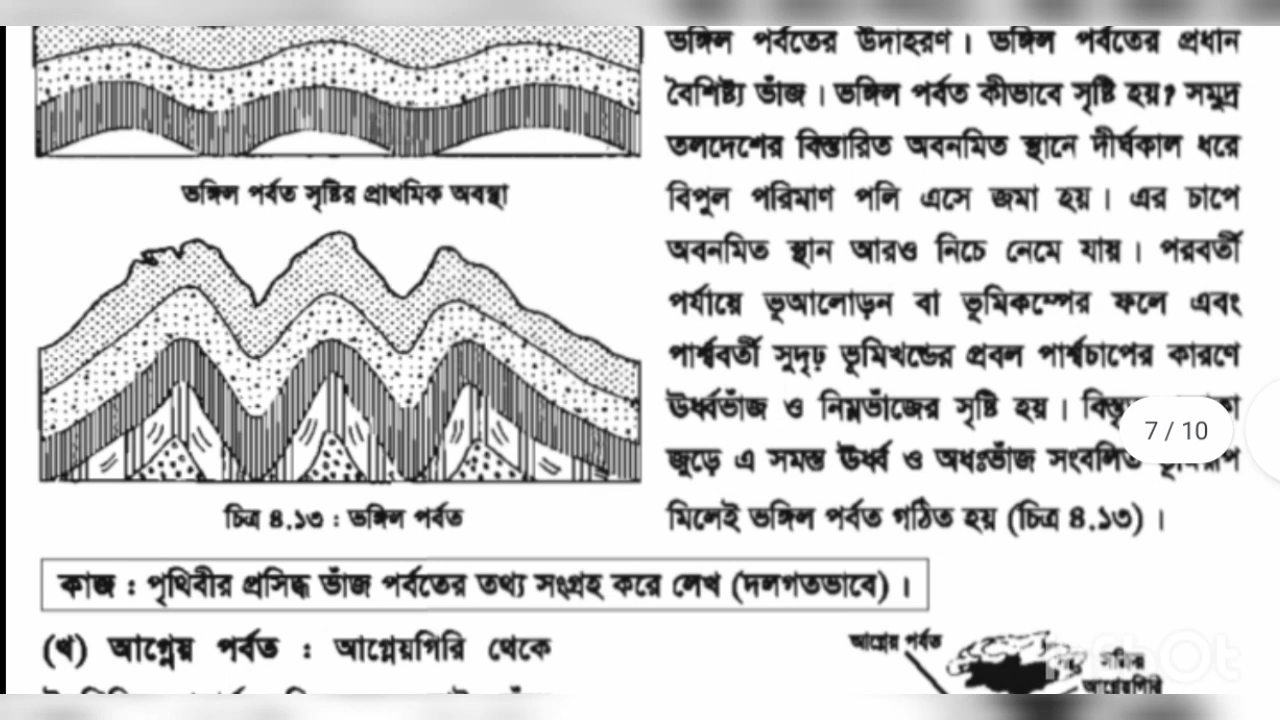 ভঙ্গিল পর্বত সৃষ্টির প্রাথমিক অবস্থা
চিত্র ৪.১৩ : ভঙ্গিল পর্বত
ভঙ্গিল পর্বতের উদাহরণ। ভঙ্গিল পর্বতের প্রধান
বৈশিষ্ট্য ভাঁজ। ভঙ্গিল পর্বত কীভাবে সৃষ্টি হয়? সমুদ্র
তলদেশের বিস্তারিত অবনমিত স্থানে দীর্ঘকাল ধরে
বিপুল পরিমাণ পলি এসে জমা হয়। এর চাপে
অবনমিত স্থান আরও নিচে নেমে যায়। পরবর্তী
পর্যায়ে ভূআলোড়ন বা ভূমিকম্পের ফলে এবং
পার্শ্ববর্তী সুদৃঢ় ভূমিখণ্ডের প্রবল পার্শ্বচাপের কারণে
ঊর্ধ্বভাঁজ ও নিম্নভাঁজের সৃষ্টি হয়।
জুড়ে এ সমস্ত ঊর্ধ্ব ও অধঃভাঁজ সংবলিত
মিলেই ভঙ্গিল পর্বত গঠিত হয় (চিত্র ৪.১৩)।
7 / 10
কাজ : পৃথিবীর প্রসিদ্ধ ভাঁজ পর্বতের তথ্য সংগ্রহ করে লেখ (দলগতভাবে)।
(খ) আগ্নেয় পর্বত : আগ্নেয়গিরি থেকে
আগ্নেয় পর্বত
সক্রিয়
আগ্নেয়গিরি